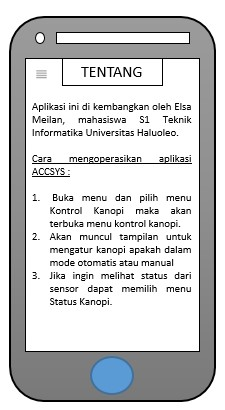 TENTANG
Aplikasi ini di kembangkan oleh Elsa
Meilan, mahasiswa S1 Teknik
Informatika Universitas Haluoleo.
Cara mengoperasikan aplikasi
ACCSYS :
1. Buka menu dan pilih menu
Kontrol Kanopi maka akan
terbuka menu kontrol kanopi.
2. Akan muncul tampilan untuk
mengatur kanopi apakah dalam
mode otomatis atau manual
3. Jika ingin melihat status dari
sensor dapat memilih menu
Status Kanopi.